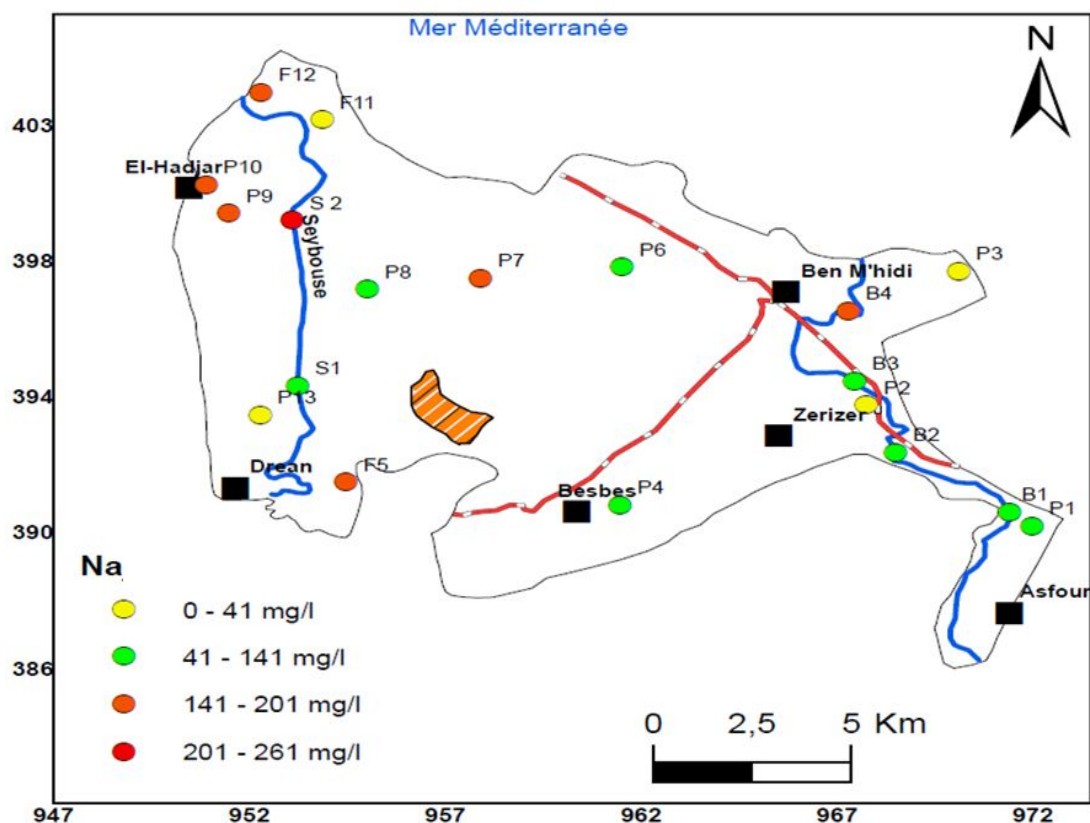 Mer Méditerranée
N
F12
F11
403
El-Hadjar
P10
P9
S 2
Seybouse
398
P8
P7
P6
Ben M'hidi
P3
B4
S1
394
P13
B3
P2
Zerizer
B2
Drean
F5
Besbes
P4
390
B1
P1
Asfour
Na
0 - 41 mg/l
41 - 141 mg/l
141 - 201 mg/l
201 - 261 mg/l
386
0 2,5 5 Km
947 952 957 962 967 972